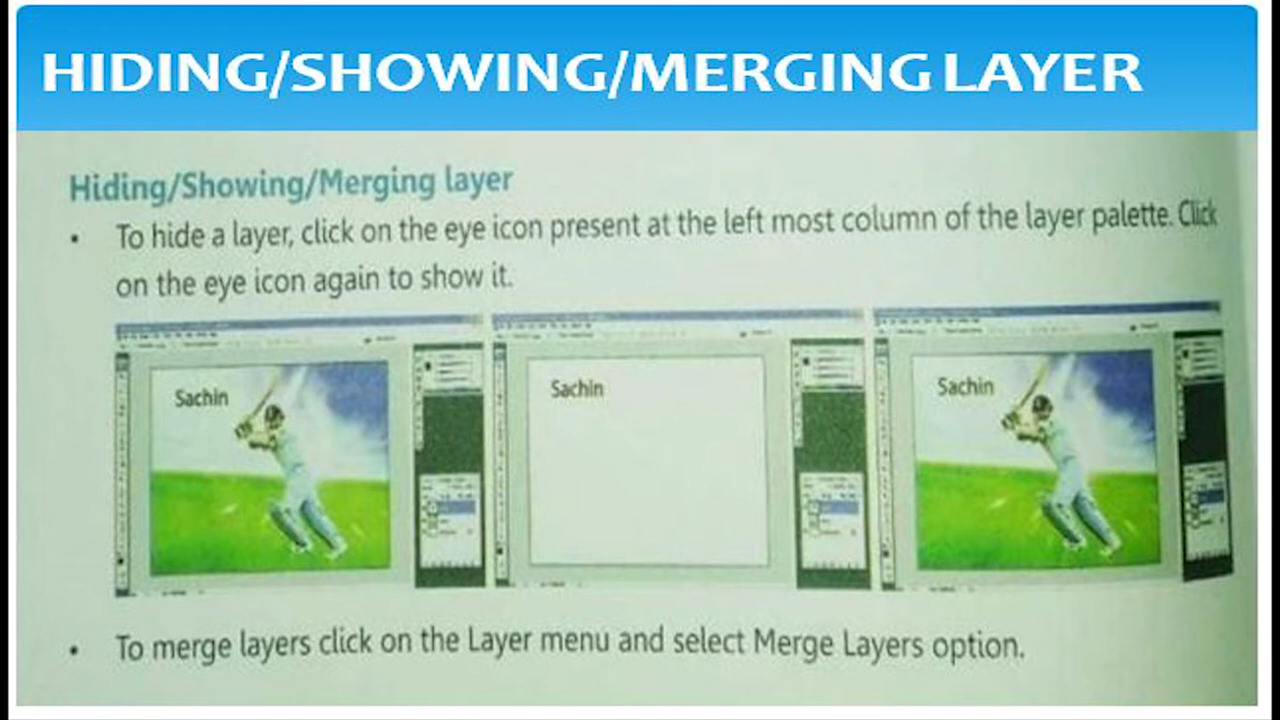 HIDING/SHOWING/MERGING LAYER
Hiding/Showing/Merging layer
• To hide a layer, click on the eye icon present at the left most column of the layer palette. Click
on the eye icon again to show it.
Sachin
Sachin
Sachin
• To merge layers click on the Layer menu and select Merge Layers option.